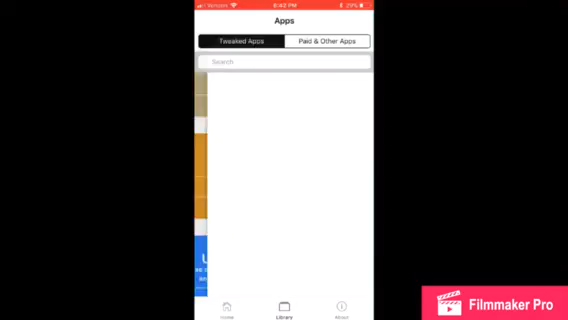 Verizon 6:42 PM 29%
Apps
Tweaked Apps Paid & Other Apps
Search
Home Library About
Filmmaker Pro